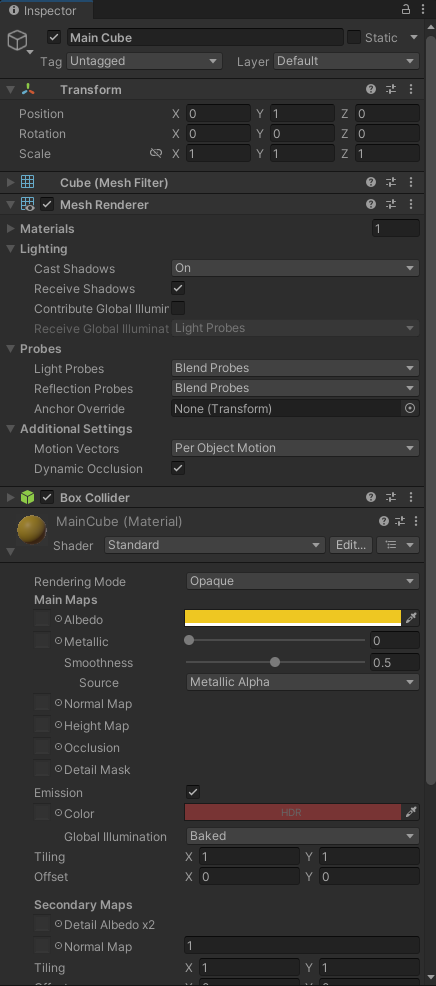 Inspector
Main Cube Static
Tag Untagged Layer Default
Transform
Position X 0 Y 1 Z 0
Rotation X 0 Y 0 Z 0
Scale X 1 Y 1 Z 1
Cube (Mesh Filter)
Mesh Renderer
Materials 1
Lighting
Cast Shadows On
Receive Shadows
Contribute Global Illumin
Receive Global Illuminat Light Probes
Probes
Light Probes Blend Probes
Reflection Probes Blend Probes
Anchor Override None (Transform)
Additional Settings
Motion Vectors Per Object Motion
Dynamic Occlusion
Box Collider
MainCube (Material)
Shader Standard Edit...
Rendering Mode Opaque
Main Maps
Albedo
Metallic 0
Smoothness 0.5
Source Metallic Alpha
Normal Map
Height Map
Occlusion
Detail Mask
Emission
Color HDR
Global Illumination Baked
Tiling X 1 Y 1
Offset X 0 Y 0
Secondary Maps
Detail Albedo x2
Normal Map 1
Tiling X 1 Y 1